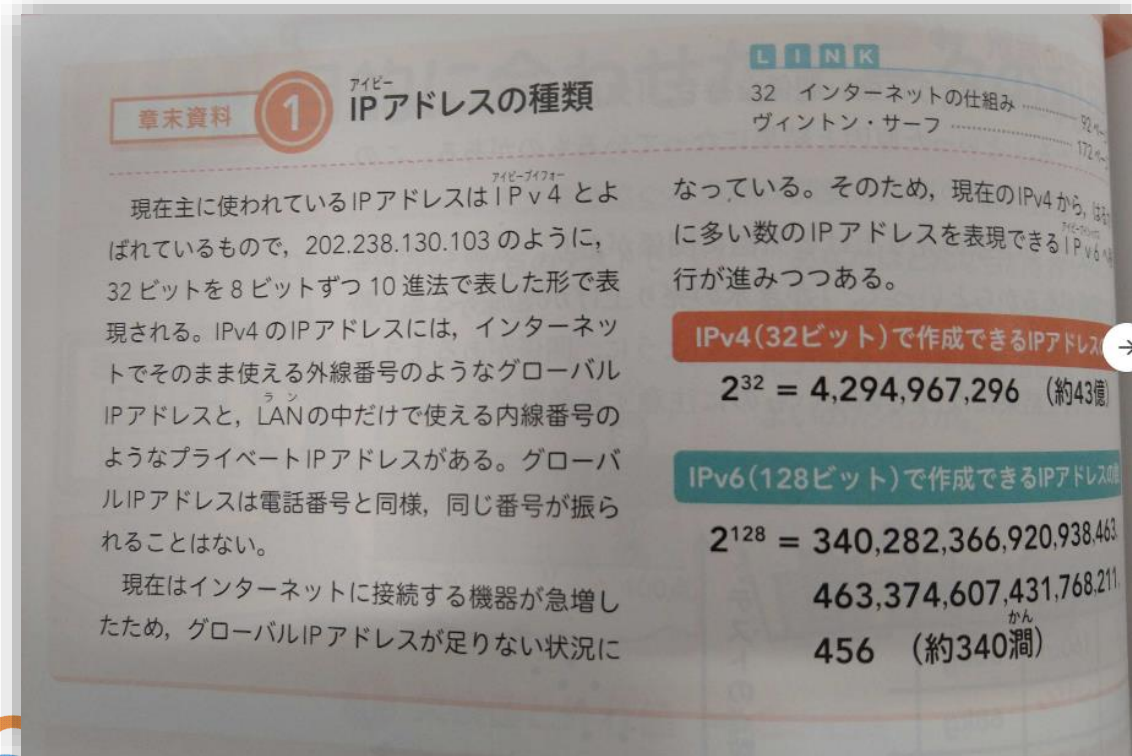 章末資料
1
アイピー
IPアドレスの種類
LINK
32 インターネットの仕組み ………… 92ペー
ヴィントン・サーフ ………… 172ペー
アイピーブイフォー
現在主に使われているIPアドレスはIPv4とよ
ばれているもので，202.238.130.103のように，
32ビットを8ビットずつ10進法で表した形で表
現される。IPv4のIPアドレスには，インターネッ
トでそのまま使える外線番号のようなグローバル
ラン
IPアドレスと，LANの中だけで使える内線番号の
ようなプライベートIPアドレスがある。グローバ
ルIPアドレスは電話番号と同様，同じ番号が振ら
れることはない。
現在はインターネットに接続する機器が急増し
たため，グローバルIPアドレスが足りない状況に
なっている。そのため，現在のIPv4から，はる
に多い数のIPアドレスを表現できるIPv6へ
行が進みつつある。
IPv4(32ビット)で作成できるIPアドレス
2³² = 4,294,967,296 (約43億)
IPv6(128ビット)で作成できるIPアドレスの
2¹²⁸ = 340,282,366,920,938,463,
463,374,607,431,768,211,
かん
456 (約340澗)